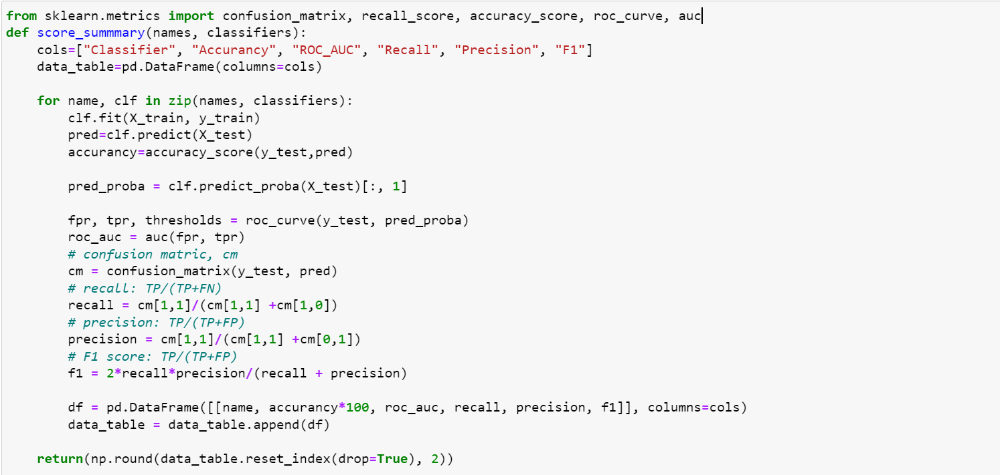 from sklearn.metrics import confusion_matrix, recall_score, accuracy_score, roc_curve, auc
def score_summmary(names, classifiers):
    cols=["Classifier", "Accurancy", "ROC_AUC", "Recall", "Precision", "F1"]
    data_table=pd.DataFrame(columns=cols)

    for name, clf in zip(names, classifiers):
        clf.fit(X_train, y_train)
        pred=clf.predict(X_test)
        accurancy=accuracy_score(y_test,pred)

        pred_proba = clf.predict_proba(X_test)[:, 1]

        fpr, tpr, thresholds = roc_curve(y_test, pred_proba)
        roc_auc = auc(fpr, tpr)
        # confusion matric, cm
        cm = confusion_matrix(y_test, pred)
        # recall: TP/(TP+FN)
        recall = cm[1,1]/(cm[1,1] +cm[1,0])
        # precision: TP/(TP+FP)
        precision = cm[1,1]/(cm[1,1] +cm[0,1])
        # F1 score: TP/(TP+FP)
        f1 = 2*recall*precision/(recall + precision)

        df = pd.DataFrame([[name, accurancy*100, roc_auc, recall, precision, f1]], columns=cols)
        data_table = data_table.append(df)

    return(np.round(data_table.reset_index(drop=True), 2))